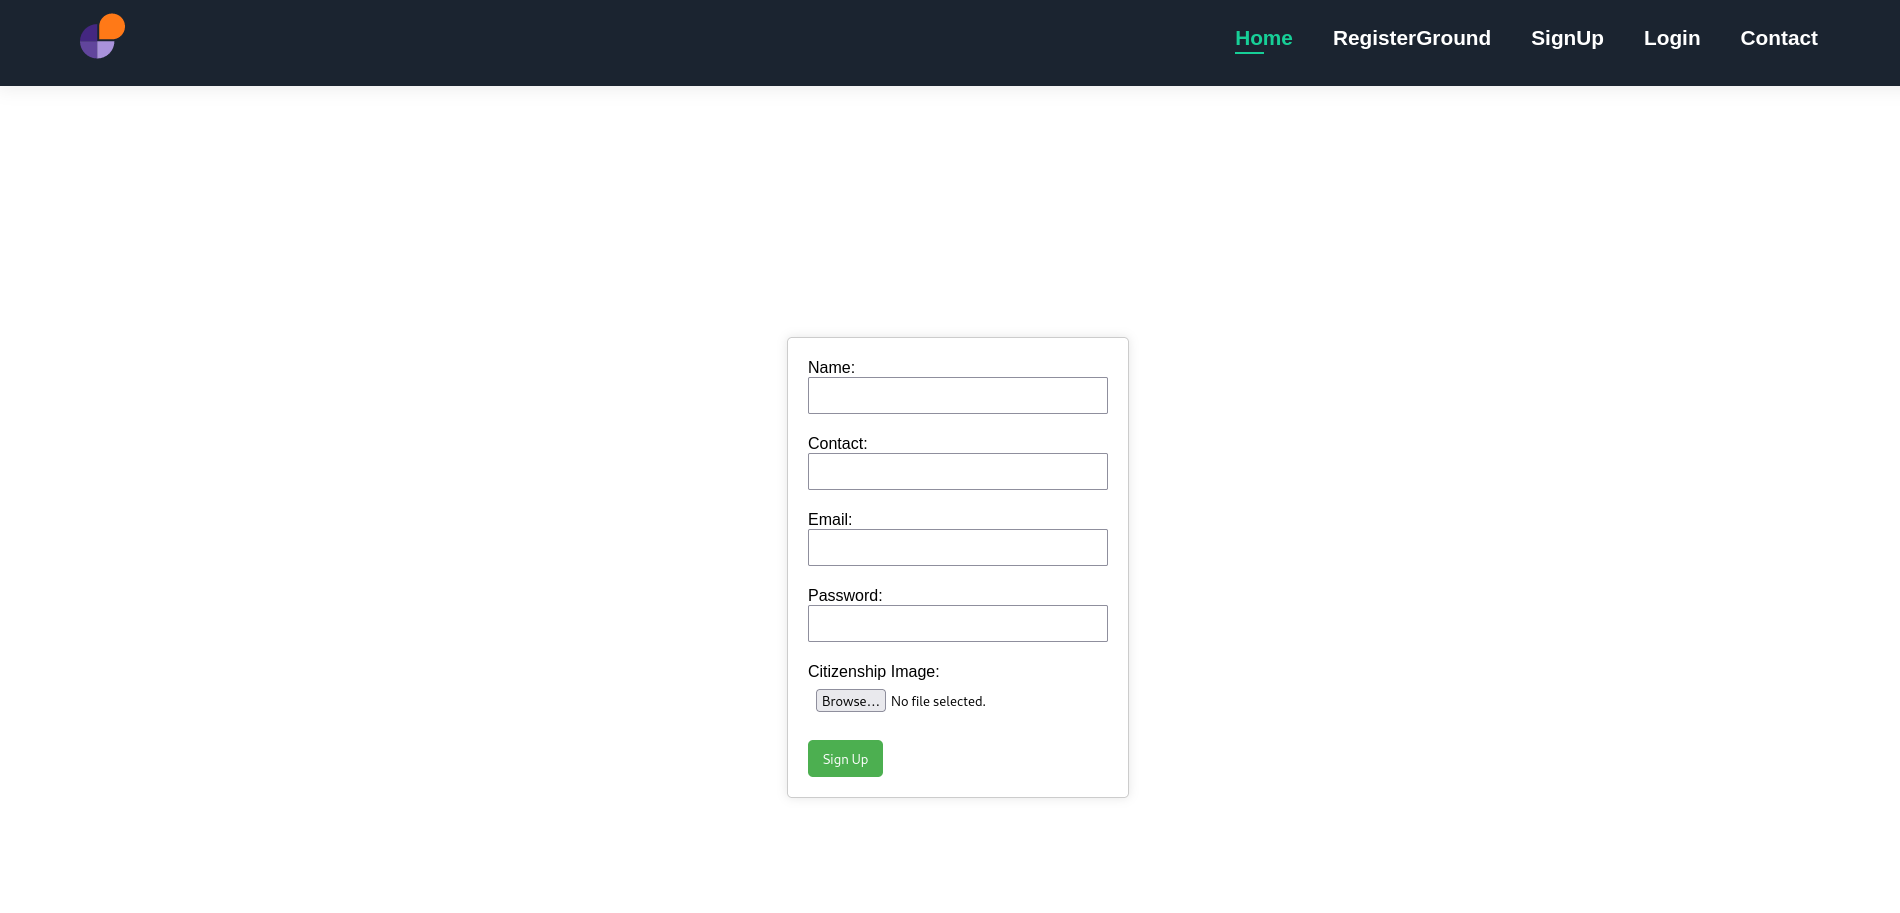 Home RegisterGround SignUp Login Contact
Name:
Contact:
Email:
Password:
Citizenship Image:
Browse... No file selected.
Sign Up